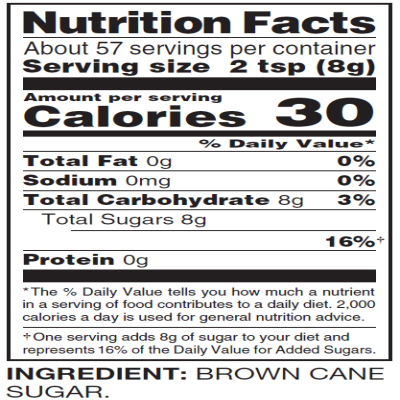 Nutrition Facts
About 57 servings per container
Serving size 2 tsp (8g)
Amount per serving
Calories 30
% Daily Value*
Total Fat 0g 0%
Sodium 0mg 0%
Total Carbohydrate 8g 3%
Total Sugars 8g
16%†
Protein 0g
*The % Daily Value tells you how much a nutrient
in a serving of food contributes to a daily diet. 2,000
calories a day is used for general nutrition advice.
†One serving adds 8g of sugar to your diet and
represents 16% of the Daily Value for Added Sugars.
INGREDIENT: BROWN CANE
SUGAR.